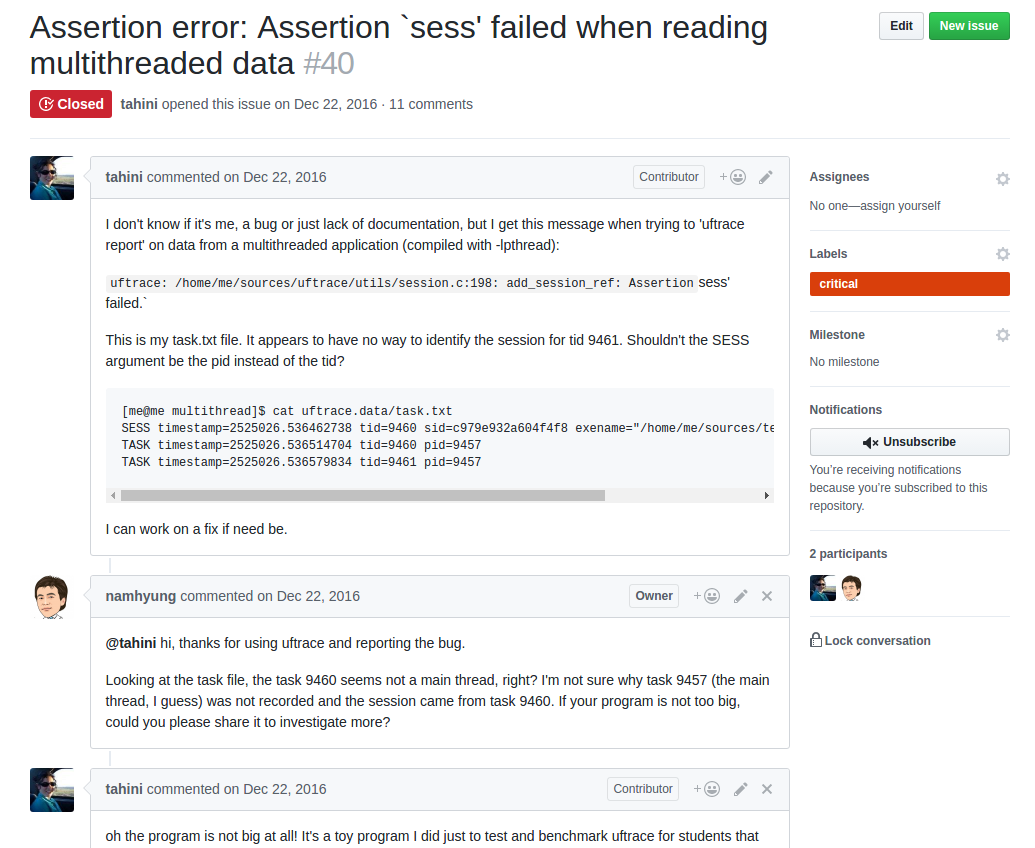 Assertion error: Assertion `sess' failed when reading
multithreaded data #40
Edit
New issue
Closed
tahini opened this issue on Dec 22, 2016 · 11 comments
tahini commented on Dec 22, 2016
Contributor
I don't know if it's me, a bug or just lack of documentation, but I get this message when trying to 'uftrace
report' on data from a multithreaded application (compiled with -lpthread):
uftrace: /home/me/sources/uftrace/utils/session.c:198: add_session_ref: Assertion sess'
failed.`
This is my task.txt file. It appears to have no way to identify the session for tid 9461. Shouldn't the SESS
argument be the pid instead of the tid?
[me@me multithread]$ cat uftrace.data/task.txt
SESS timestamp=2525026.536462738 tid=9460 sid=c979e932a604f4f8 exename="/home/me/sources/te
TASK timestamp=2525026.536514704 tid=9460 pid=9457
TASK timestamp=2525026.536579834 tid=9461 pid=9457
I can work on a fix if need be.
Assignees
No one—assign yourself
Labels
critical
Milestone
No milestone
Notifications
Unsubscribe
You're receiving notifications
because you're subscribed to this
repository.
2 participants
Lock conversation
namhyung commented on Dec 22, 2016
Owner
@tahini hi, thanks for using uftrace and reporting the bug.
Looking at the task file, the task 9460 seems not a main thread, right? I'm not sure why task 9457 (the main
thread, I guess) was not recorded and the session came from task 9460. If your program is not too big,
could you please share it to investigate more?
tahini commented on Dec 22, 2016
Contributor
oh the program is not big at all! It's a toy program I did just to test and benchmark uftrace for students that